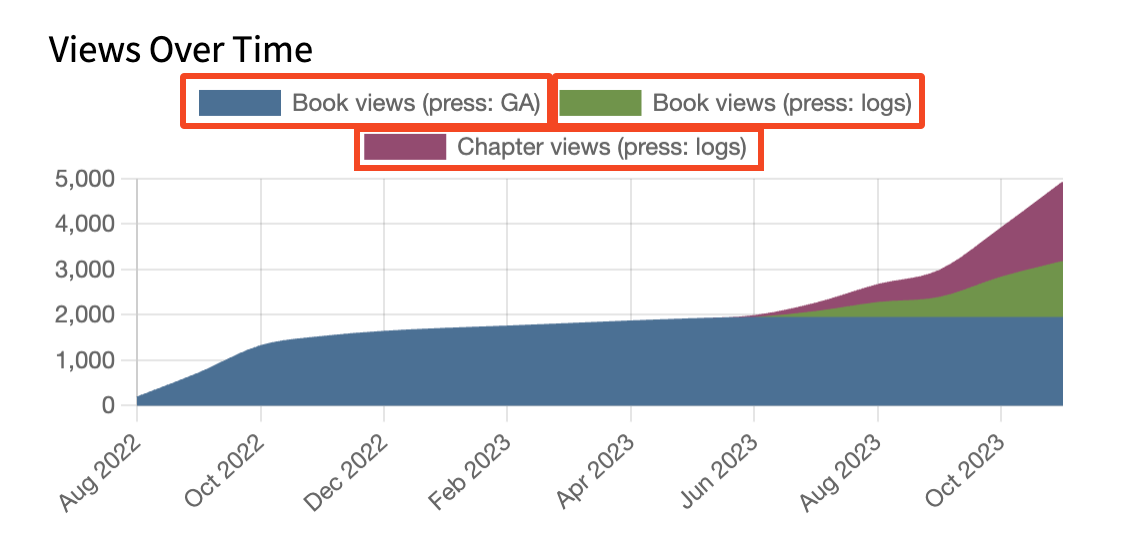 Views Over Time
Book views (press: GA) Book views (press: logs)
Chapter views (press: logs)
5,000
4,000
3,000
2,000
1,000
0
Aug 2022 Oct 2022 Dec 2022 Feb 2023 Apr 2023 Jun 2023 Aug 2023 Oct 2023